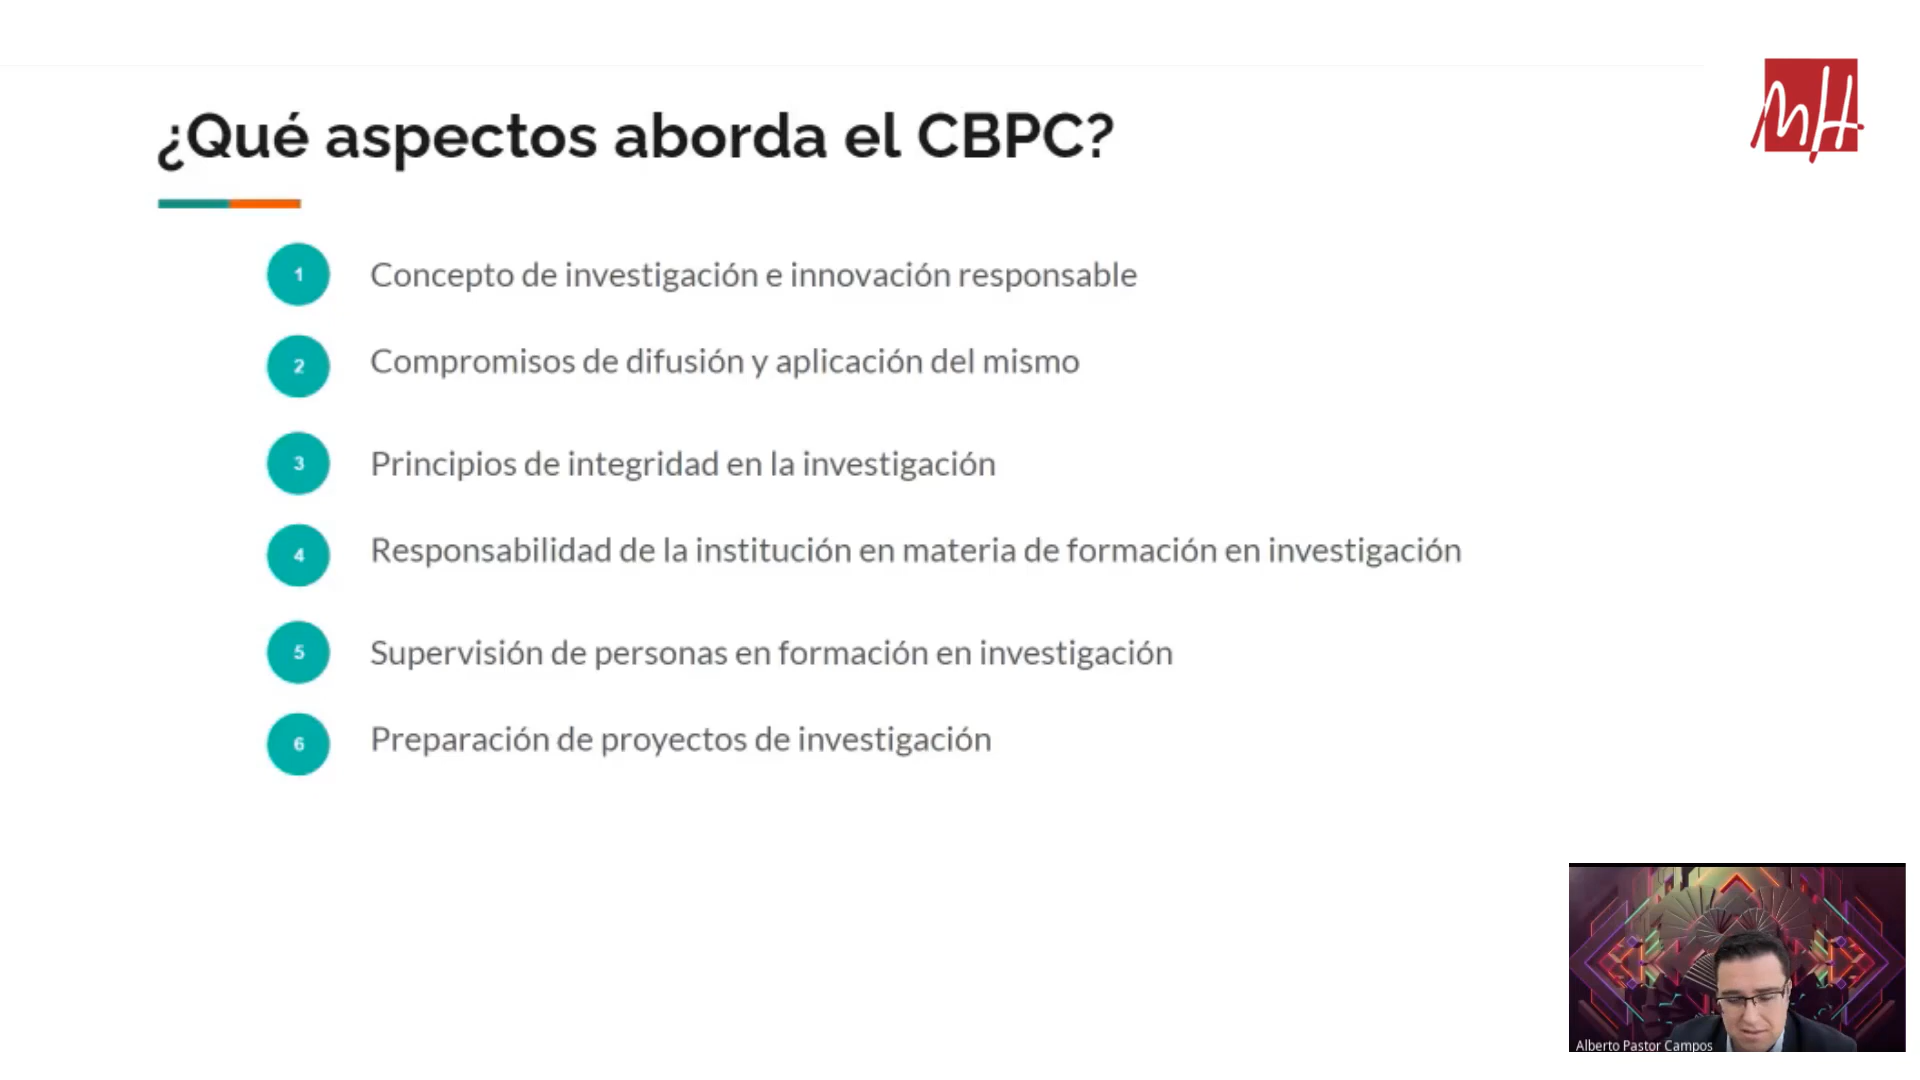 ¿Qué aspectos aborda el CBPC?
MH
1 Concepto de investigación e innovación responsable
2 Compromisos de difusión y aplicación del mismo
3 Principios de integridad en la investigación
4 Responsabilidad de la institución en materia de formación en investigación
5 Supervisión de personas en formación en investigación
6 Preparación de proyectos de investigación
Alberto Pastor Campos